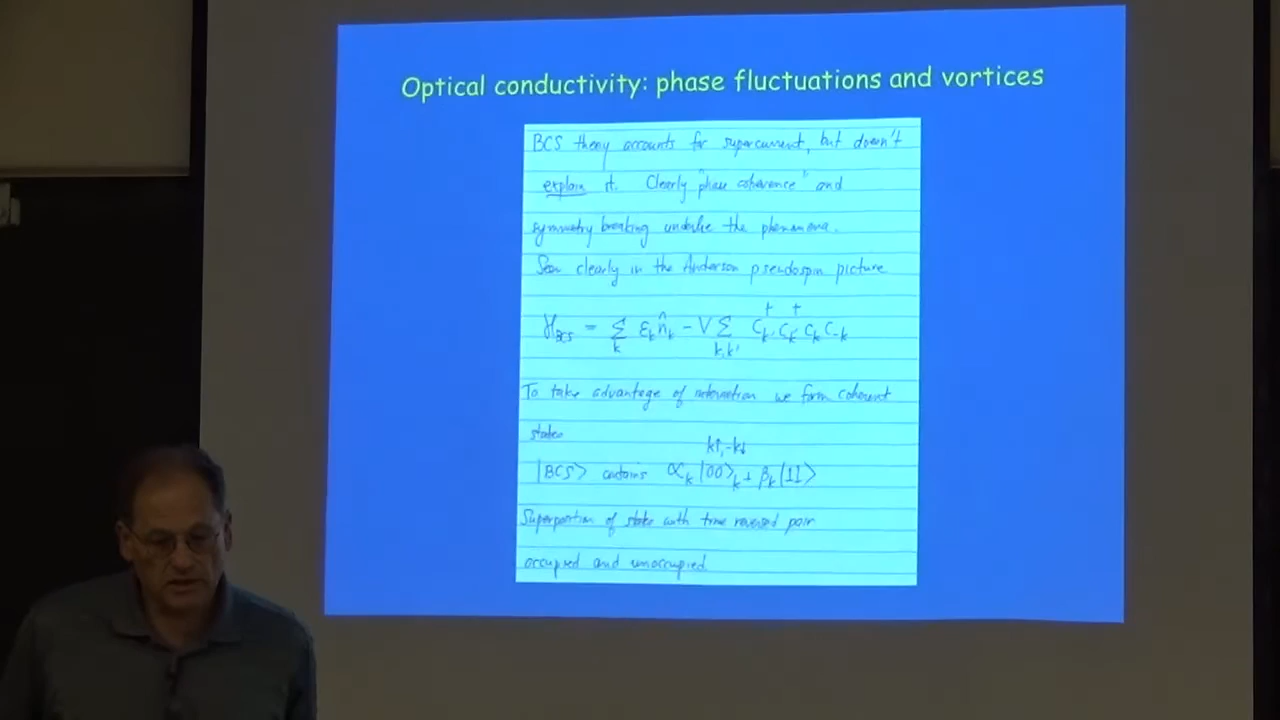 Optical conductivity: phase fluctuations and vortices
BCS theory accounts for supercurrent, but doesn't
explain it. Clearly "phase coherence" and
symmetry breaking underlie the phenomena.
Seen clearly in the Anderson pseudospin picture
ℋ_BCS = Σ_k ε_k n̂_k − V Σ_{k,k'} c†_k' c†_-k' c_k c_-k
To take advantage of interaction we form coherent
states
k↑,-k↓
|BCS⟩ contains α_k |00⟩_k + β_k |11⟩
Superposition of state with time reversed pair
occupied and unoccupied.